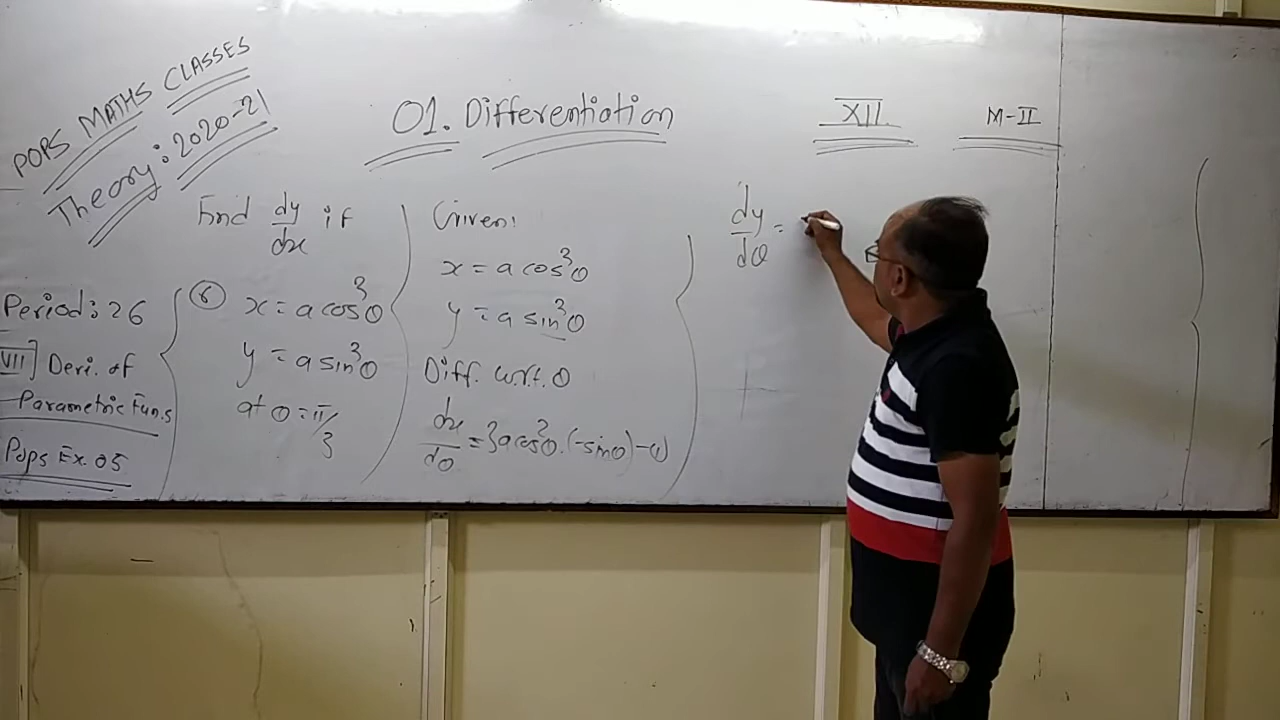 POPS MATHS CLASSES
Theory: 2020-21
01. Differentiation
XII
M-II
Period: 26
VII] Deri. of
Parametric Fun.s
Pops Ex. 05
Find dy/dx if
⑥ x = a cos³θ
y = a sin³θ
at θ = π/3
Given:
x = a cos³θ
y = a sin³θ
Diff. w.r.t. θ
dx/dθ = 3a cos²θ.(-sinθ) -(1)
dy/dθ =